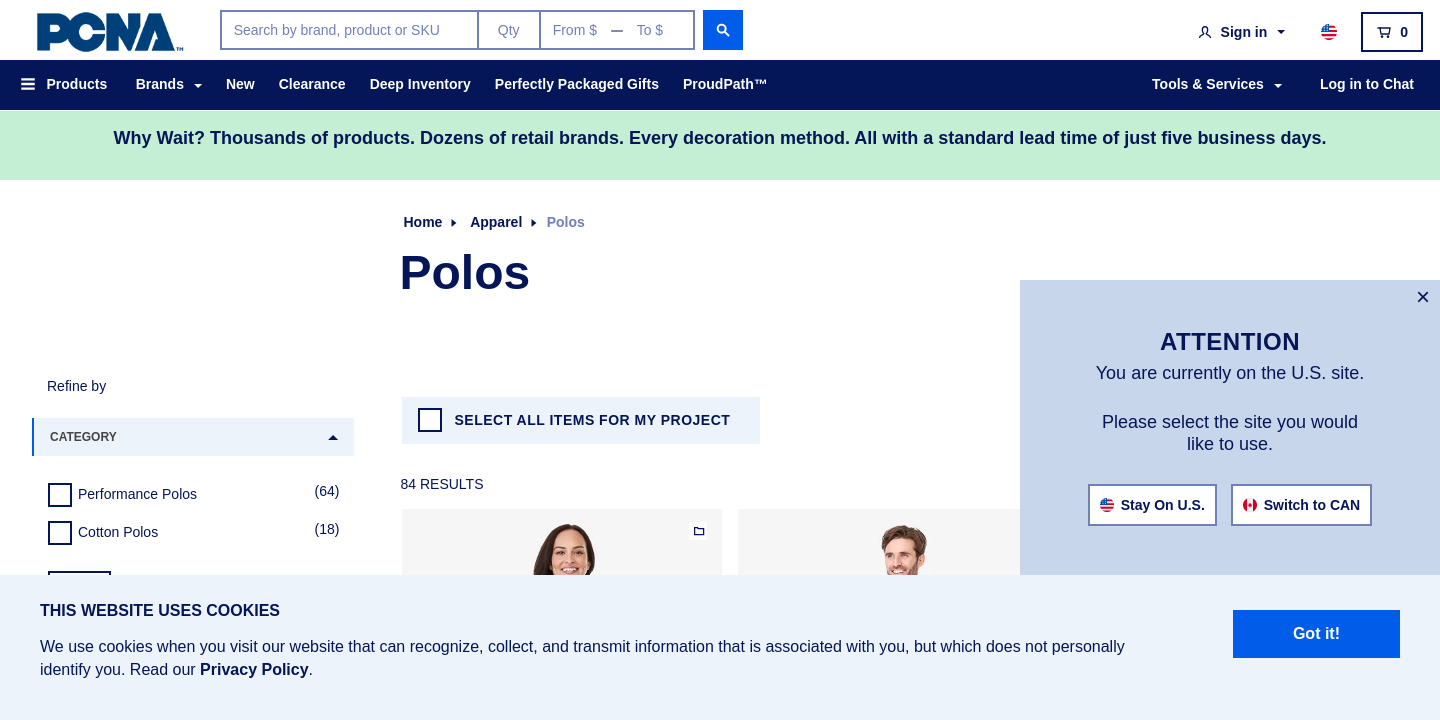 PCNA™
Search by brand, product or SKU
Qty
From $ — To $
Sign in
0
Products
Brands
New
Clearance
Deep Inventory
Perfectly Packaged Gifts
ProudPath™
Tools & Services
Log in to Chat
Why Wait? Thousands of products. Dozens of retail brands. Every decoration method. All with a standard lead time of just five business days.
Home
Apparel
Polos
Polos
Refine by
CATEGORY
Performance Polos (64)
Cotton Polos (18)
SELECT ALL ITEMS FOR MY PROJECT
84 RESULTS
×
ATTENTION
You are currently on the U.S. site.
Please select the site you would
like to use.
Stay On U.S.
Switch to CAN
THIS WEBSITE USES COOKIES
We use cookies when you visit our website that can recognize, collect, and transmit information that is associated with you, but which does not personally
identify you. Read our Privacy Policy.
Got it!